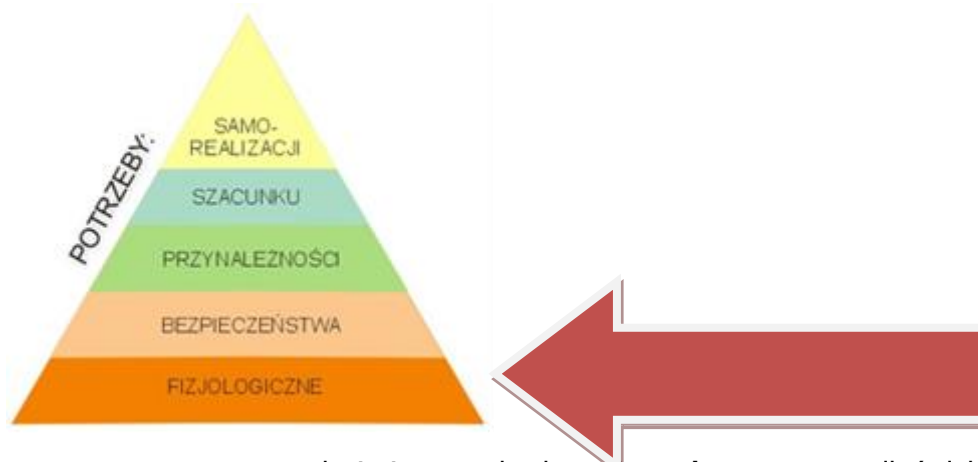 POTRZEBY:
SAMO-
REALIZACJI
SZACUNKU
PRZYNALEŻNOŚCI
BEZPIECZEŃSTWA
FIZJOLOGICZNE